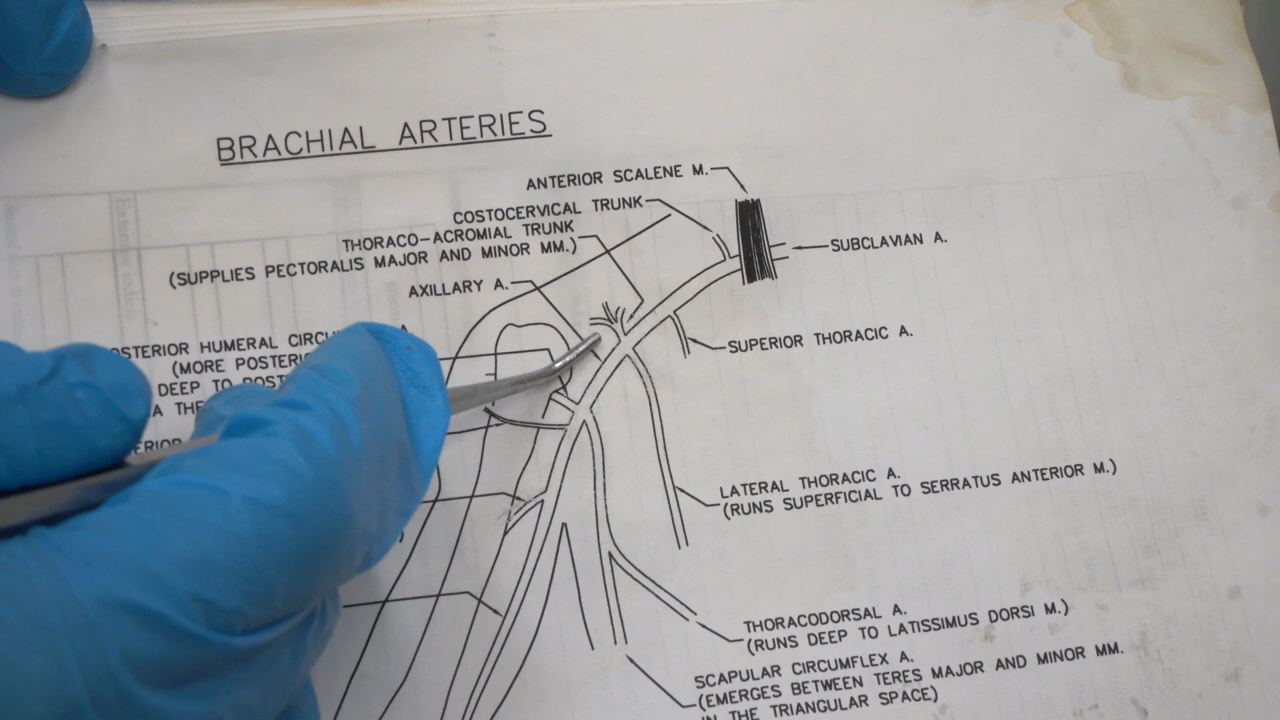 BRACHIAL ARTERIES
ANTERIOR SCALENE M.
COSTOCERVICAL TRUNK
THORACO-ACROMIAL TRUNK
(SUPPLIES PECTORALIS MAJOR AND MINOR MM.)
SUBCLAVIAN A.
AXILLARY A.
SUPERIOR THORACIC A.
HUMERAL
(MORE
DEEP TO
LATERAL THORACIC A.
(RUNS SUPERFICIAL TO SERRATUS ANTERIOR M.)
THORACODORSAL A.
(RUNS DEEP TO LATISSIMUS DORSI M.)
SCAPULAR CIRCUMFLEX A.
(EMERGES BETWEEN TERES MAJOR AND MINOR MM.
IN THE TRIANGULAR SPACE)